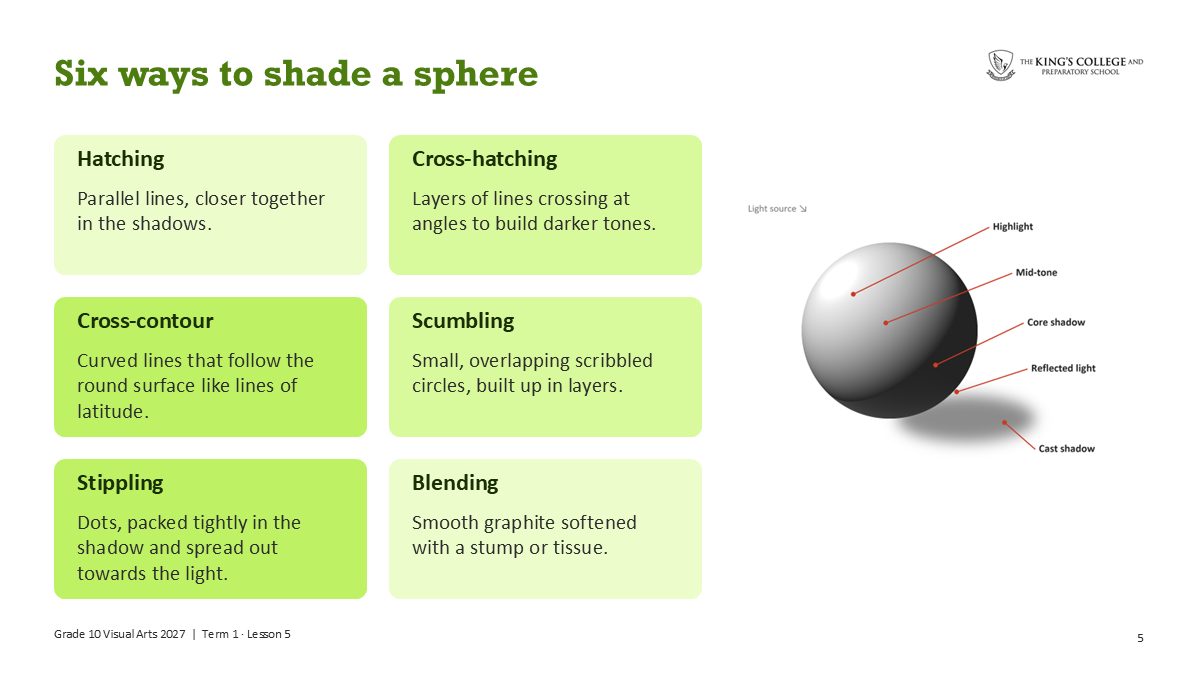 Six ways to shade a sphere
THE KING'S COLLEGE AND
PREPARATORY SCHOOL
Hatching
Parallel lines, closer together
in the shadows.
Cross-hatching
Layers of lines crossing at
angles to build darker tones.
Cross-contour
Curved lines that follow the
round surface like lines of
latitude.
Scumbling
Small, overlapping scribbled
circles, built up in layers.
Stippling
Dots, packed tightly in the
shadow and spread out
towards the light.
Blending
Smooth graphite softened
with a stump or tissue.
Light source ↘
Highlight
Mid-tone
Core shadow
Reflected light
Cast shadow
Grade 10 Visual Arts 2027 | Term 1 · Lesson 5
5